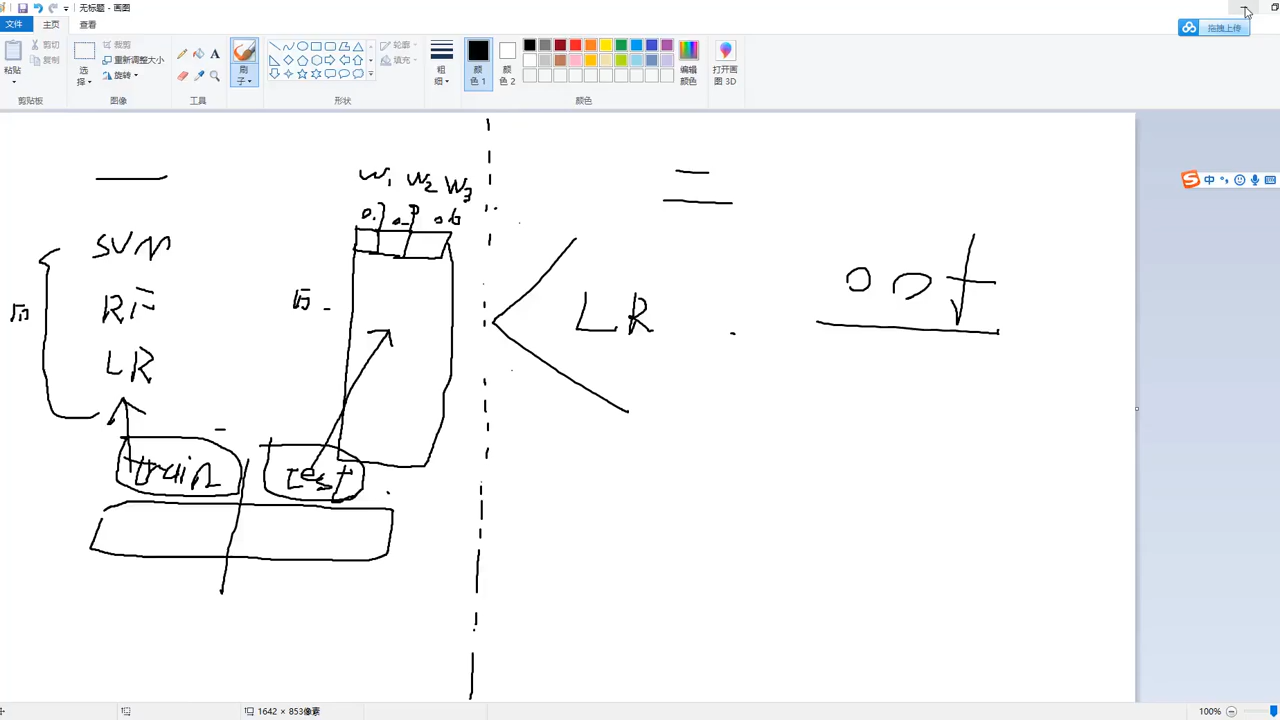 无标题 - 画图
文件 主页 查看
粘贴
剪切
复制
剪贴板
选择
裁剪
重新调整大小
旋转
图像
A
工具
刷子
轮廓
填充
形状
粗细
颜色 1
颜色 2
编辑颜色
颜色
打开画图 3D
拖拽上传
中
一
SVM
RF
LR
train
test
W1 W2 W3
二
LR
oot
1642 × 853像素
100%